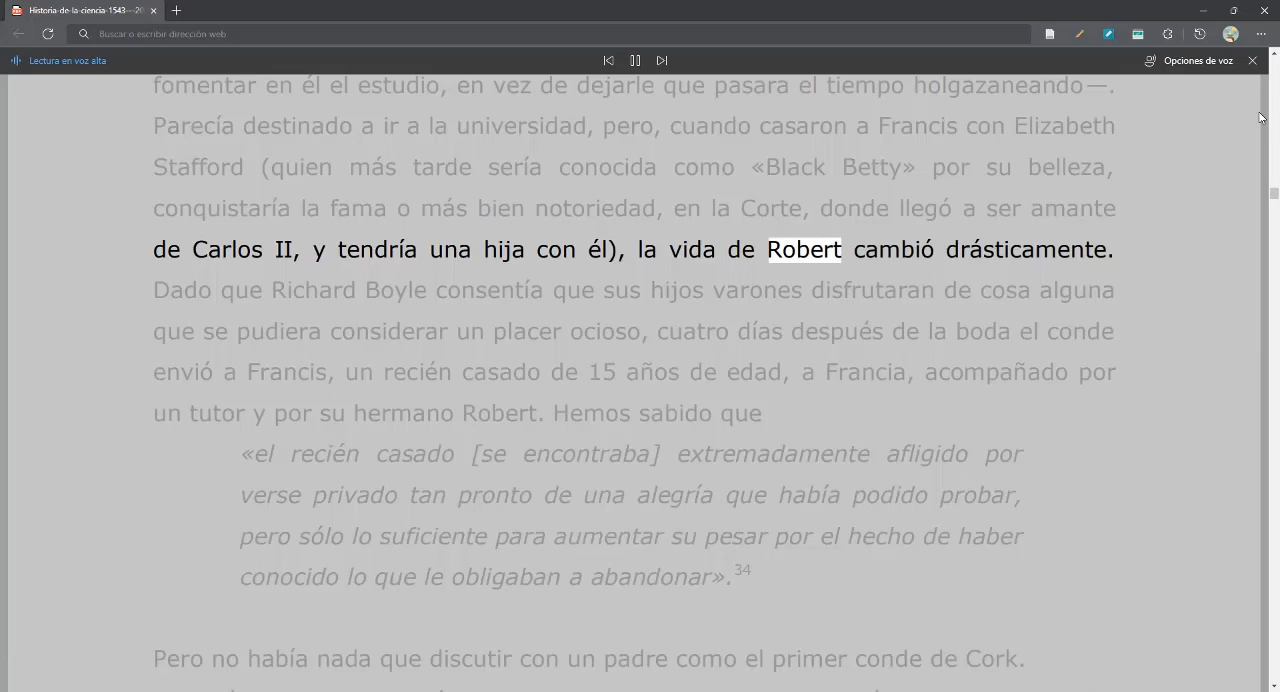 Historia-de-la-ciencia-1543---20
Buscar o escribir dirección web
Lectura en voz alta
Opciones de voz
fomentar en él el estudio, en vez de dejarle que pasara el tiempo holgazaneando—.
Parecía destinado a ir a la universidad, pero, cuando casaron a Francis con Elizabeth
Stafford (quien más tarde sería conocida como «Black Betty» por su belleza,
conquistaría la fama o más bien notoriedad, en la Corte, donde llegó a ser amante
de Carlos II, y tendría una hija con él), la vida de Robert cambió drásticamente.
Dado que Richard Boyle consentía que sus hijos varones disfrutaran de cosa alguna
que se pudiera considerar un placer ocioso, cuatro días después de la boda el conde
envió a Francis, un recién casado de 15 años de edad, a Francia, acompañado por
un tutor y por su hermano Robert. Hemos sabido que
«el recién casado [se encontraba] extremadamente afligido por
verse privado tan pronto de una alegría que había podido probar,
pero sólo lo suficiente para aumentar su pesar por el hecho de haber
conocido lo que le obligaban a abandonar».34
Pero no había nada que discutir con un padre como el primer conde de Cork.